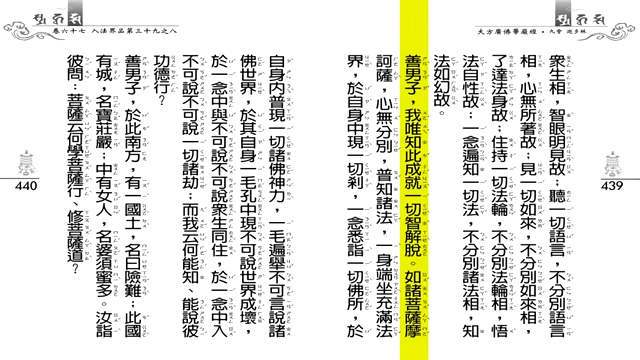 大方廣佛華嚴經‧九會 逝多林
眾生相,智眼明見故;聽一切語言,不分別語言
相,心無所著故;見一切如來,不分別如來相,
了達法身故;住持一切法輪,不分別法輪相,悟
法自性故;一念遍知一切法,不分別諸法相,知
法如幻故。
善男子,我唯知此成就一切智解脫。如諸菩薩摩
訶薩,心無分別,普知諸法,一身端坐充滿法
界,於自身中現一切剎,一念悉詣一切佛所,於
439
卷六十七 入法界品第三十九之八
自身內普現一切諸佛神力,一毛遍舉不可言說諸
佛世界,於其自身一毛孔中現不可說世界成壞,
於一念中與不可說不可說眾生同住,於一念中入
不可說不可說一切諸劫;而我云何能知、能說彼
功德行?
善男子,於此南方,有一國土,名曰險難;此國
有城,名寶莊嚴;中有女人,名婆須蜜多。汝詣
彼問:菩薩云何學菩薩行、修菩薩道?
440